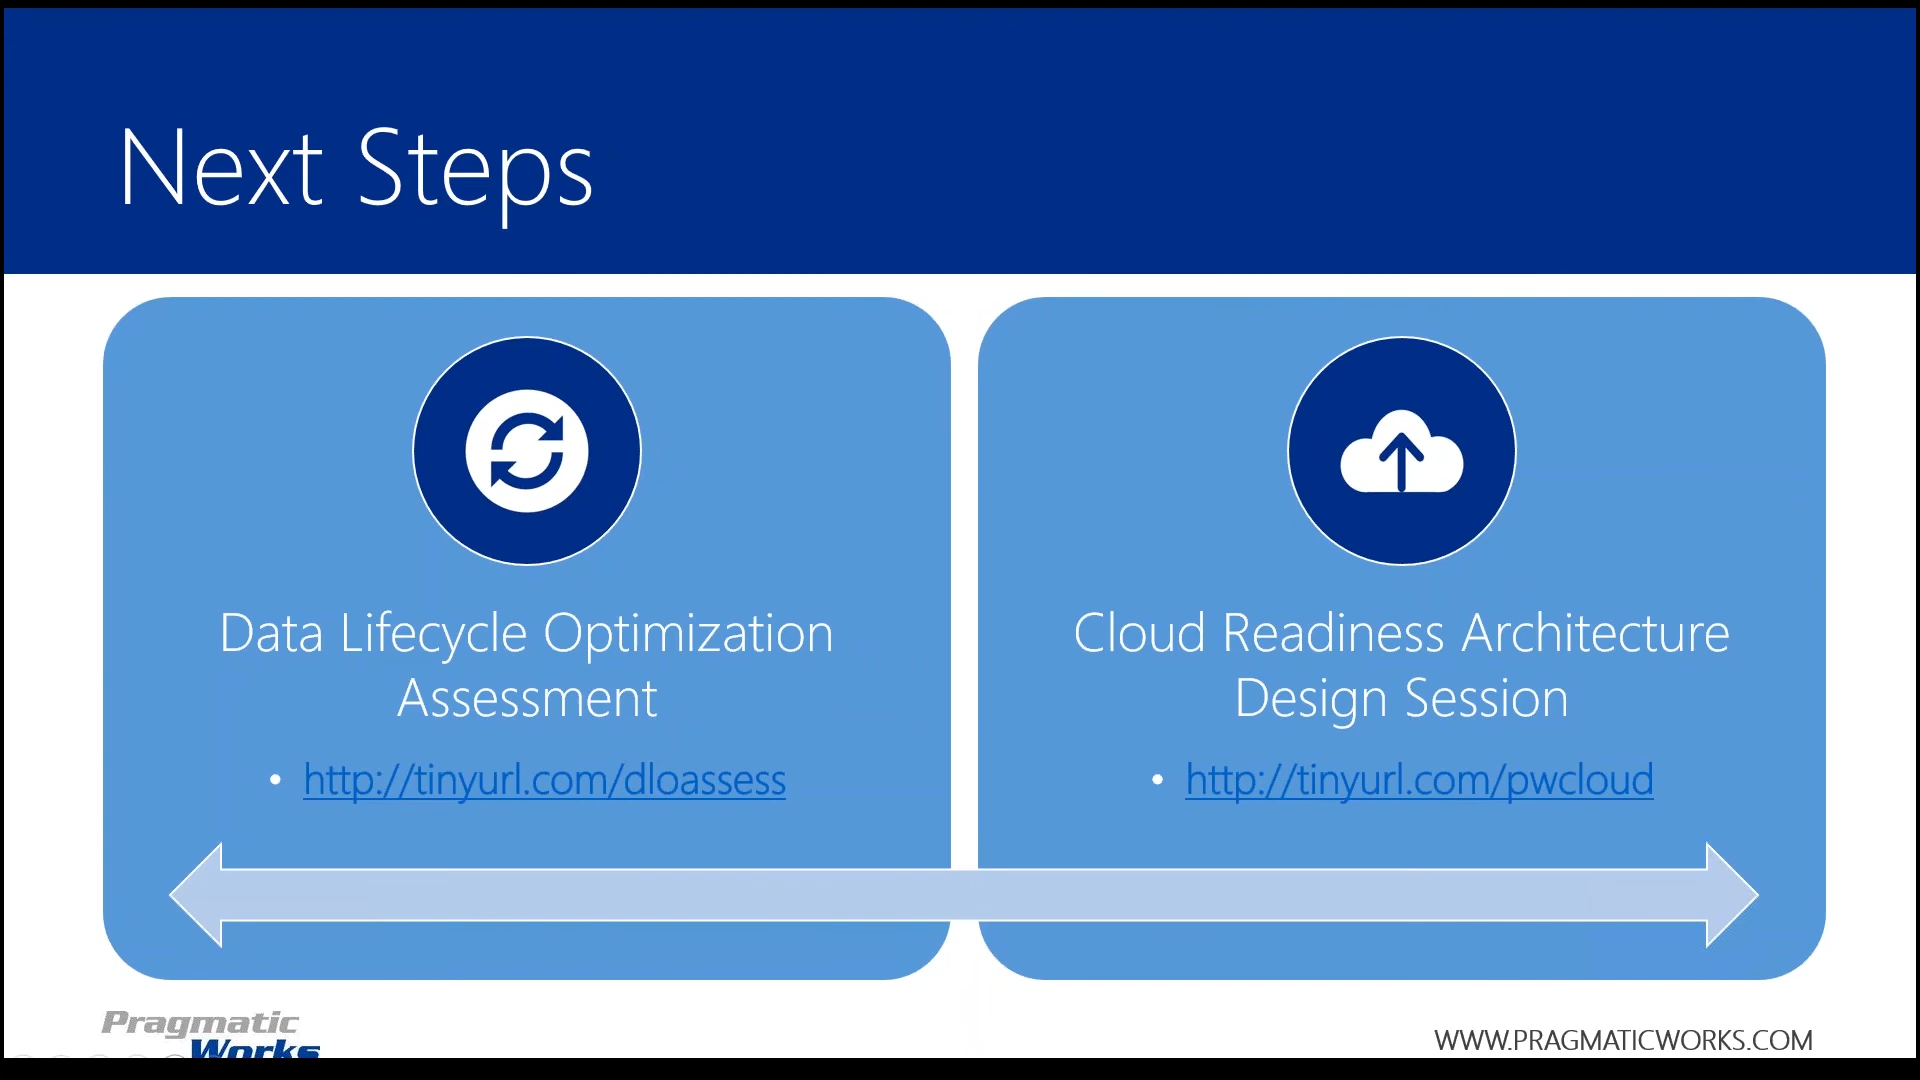 Next Steps
Data Lifecycle Optimization
Assessment
• http://tinyurl.com/dloassess
Cloud Readiness Architecture
Design Session
• http://tinyurl.com/pwcloud
Pragmatic
Works
WWW.PRAGMATICWORKS.COM